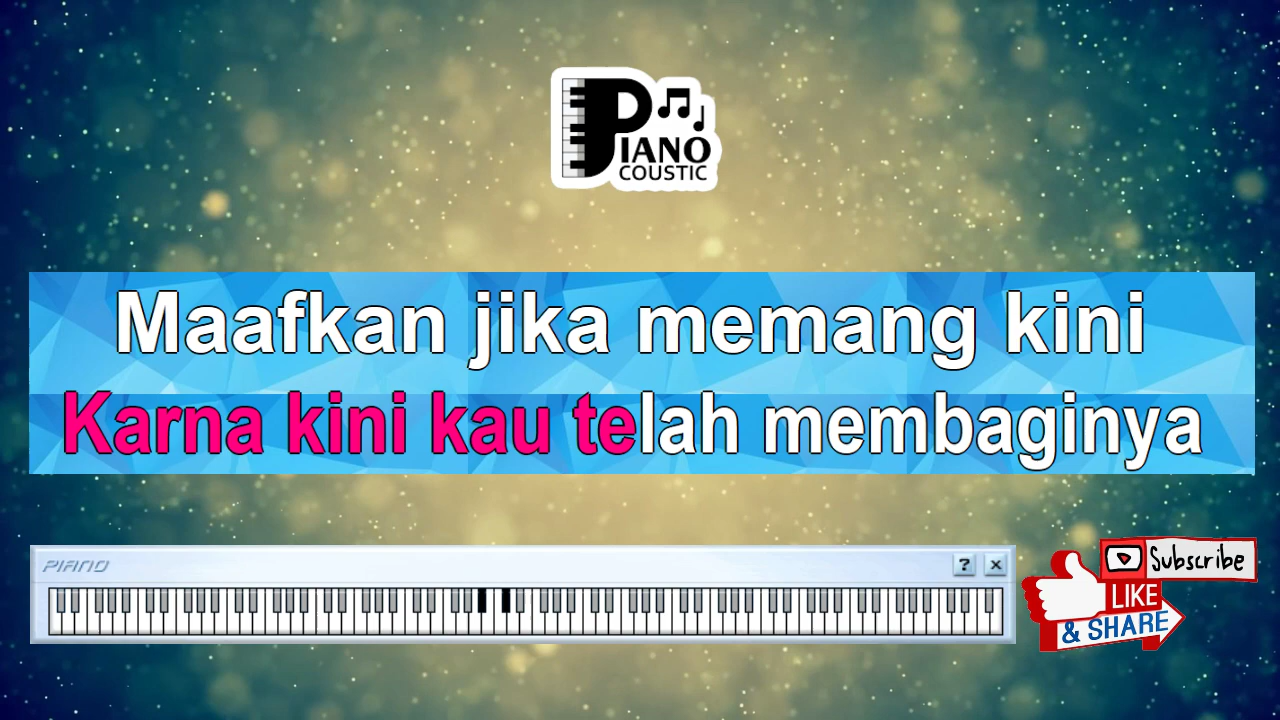 PIANO
COUSTIC
Maafkan jika memang kini
Karna kini kau telah membaginya
PIANO
? ×
Subscribe
LIKE
& SHARE